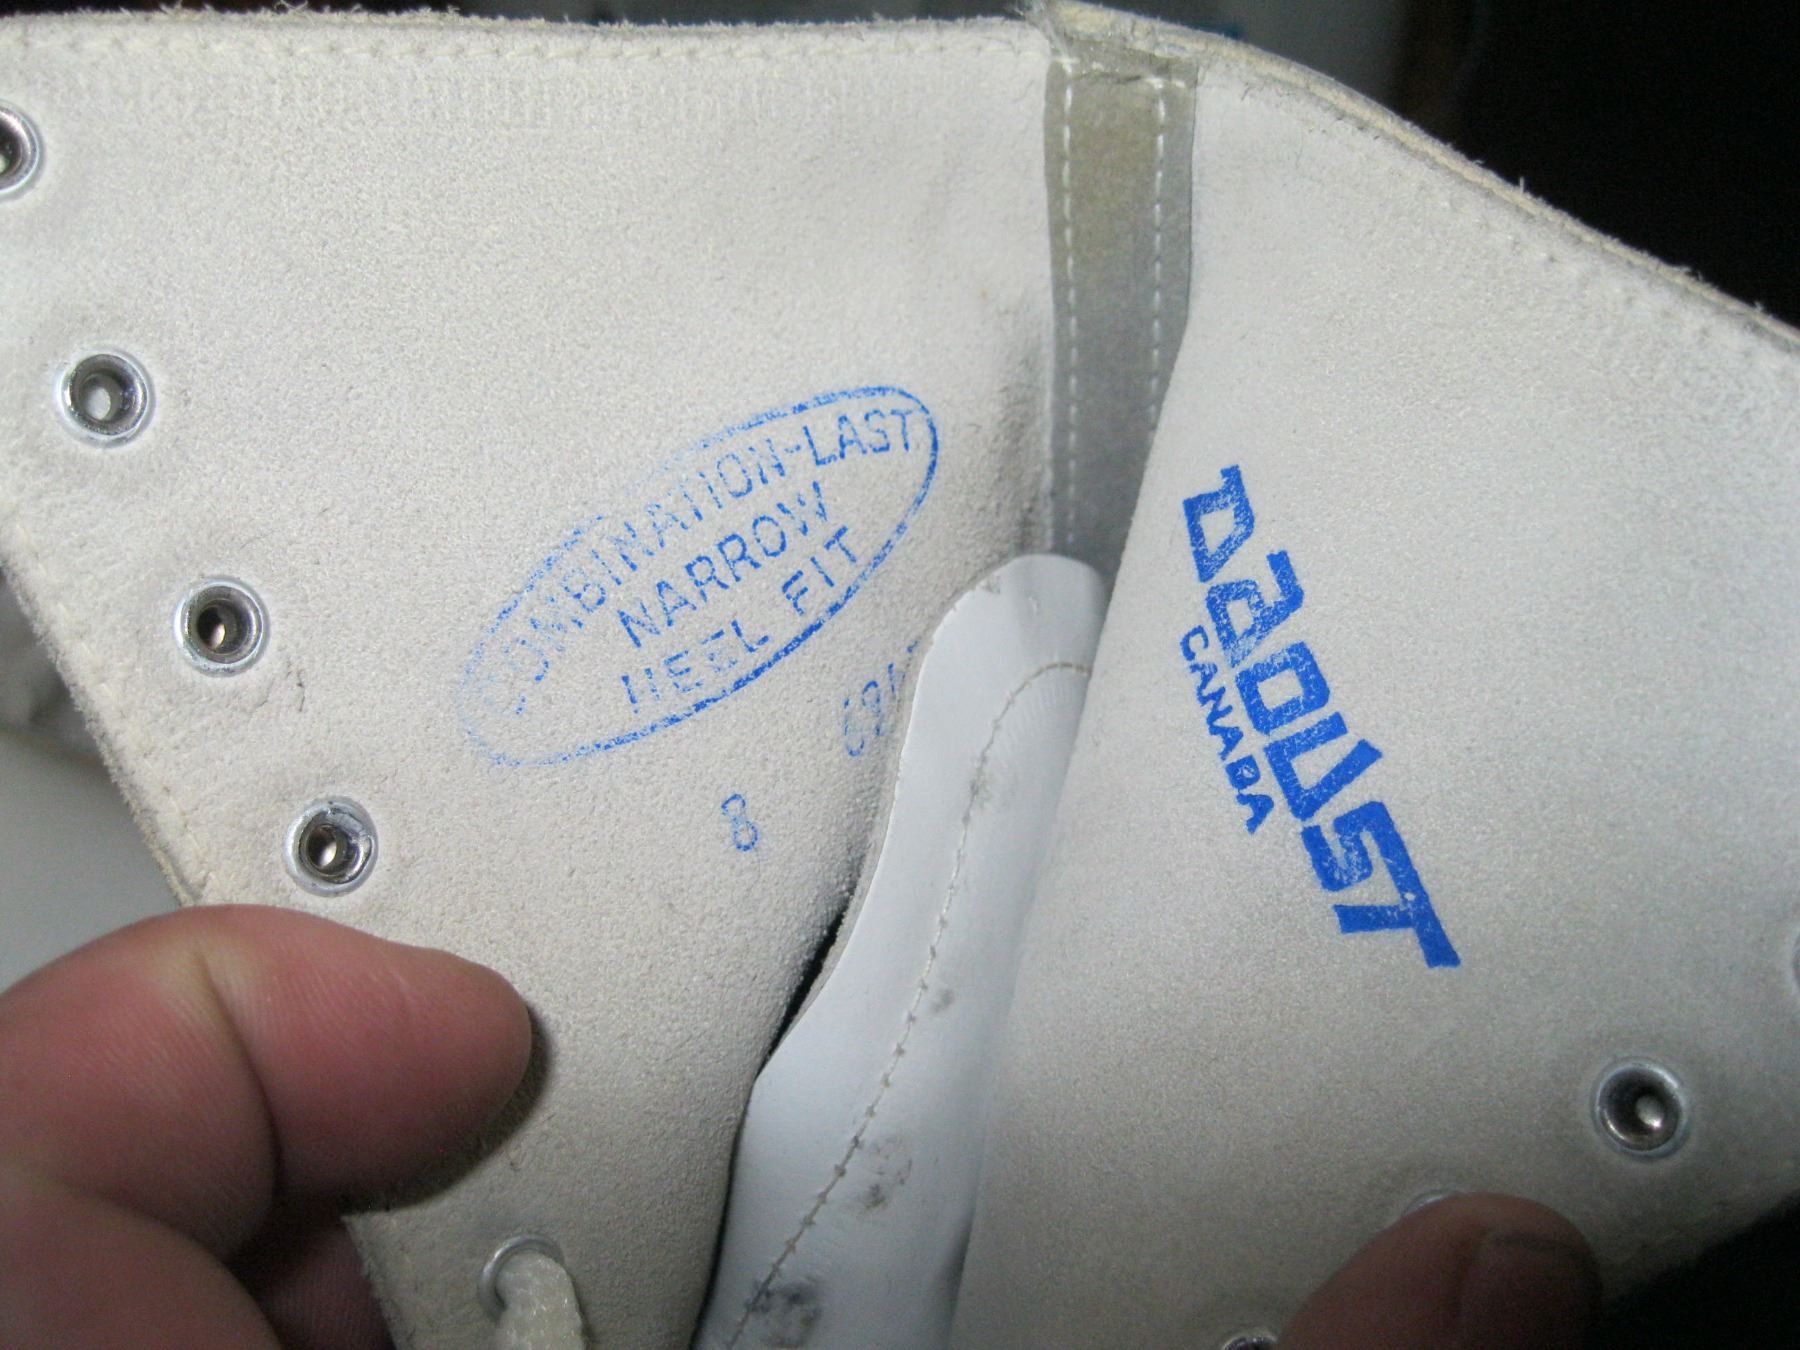 COMBINATION-LAST
NARROW
HEEL FIT
8
DAOUST
CANADA